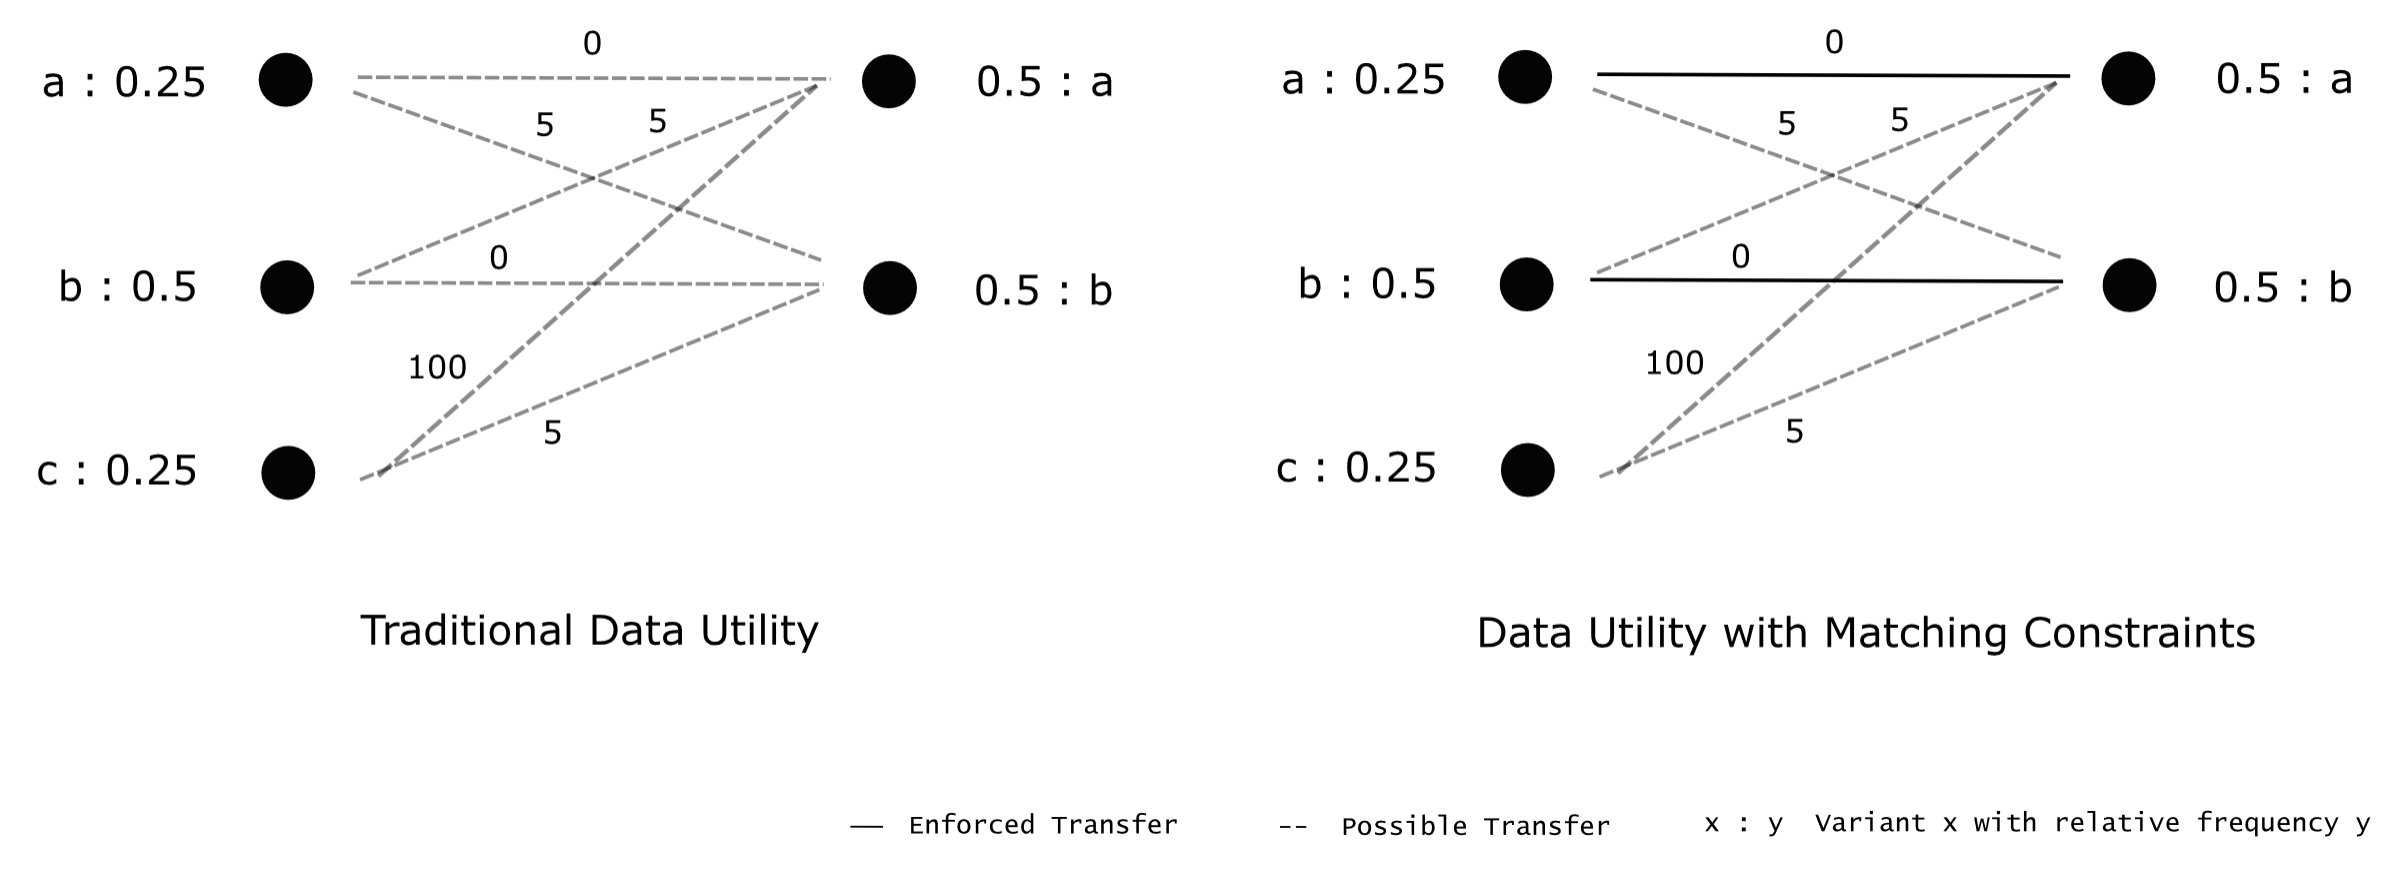 0
0
a : 0.25
0.5 : a
a : 0.25
0.5 : a
5
5
5
5
0
0
b : 0.5
0.5 : b
b : 0.5
0.5 : b
100
100
5
5
c : 0.25
c : 0.25
Traditional Data Utility
Data Utility with Matching Constraints
— Enforced Transfer
-- Possible Transfer
x : y Variant x with relative frequency y